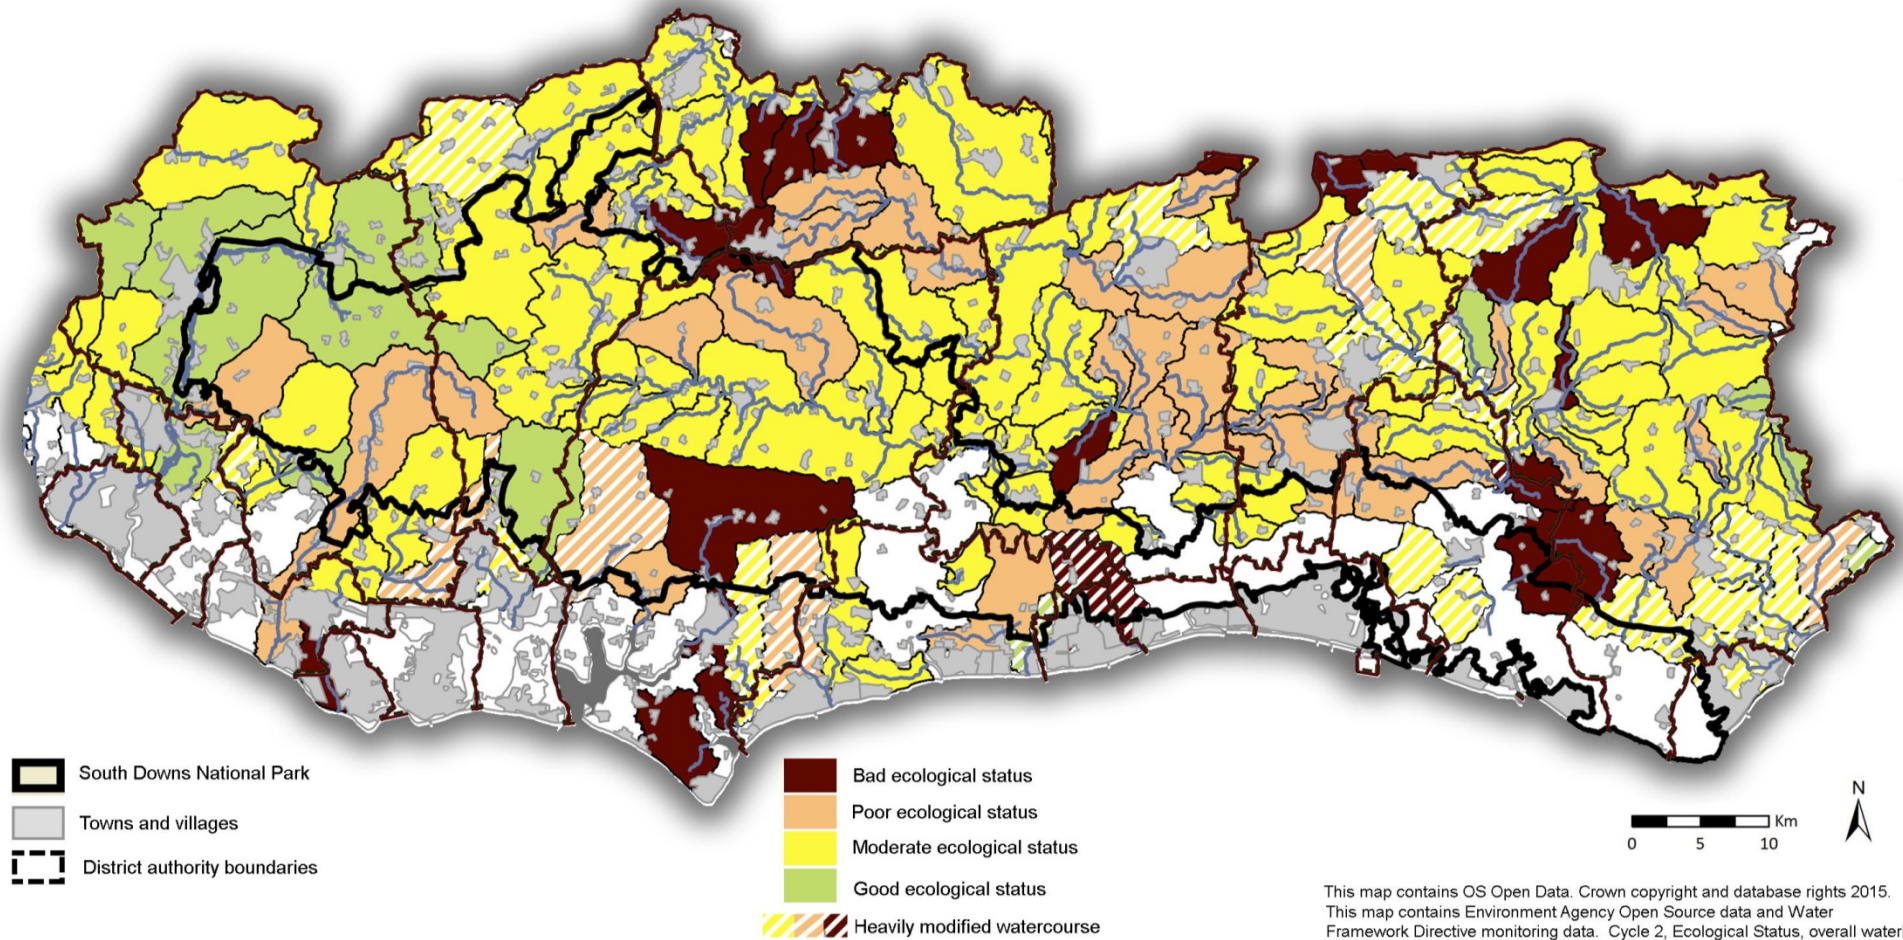 South Downs National Park
Towns and villages
District authority boundaries
Bad ecological status
Poor ecological status
Moderate ecological status
Good ecological status
Heavily modified watercourse
N
Km
0 5 10
This map contains OS Open Data. Crown copyright and database rights 2015.
This map contains Environment Agency Open Source data and Water
Framework Directive monitoring data. Cycle 2, Ecological Status, overall water